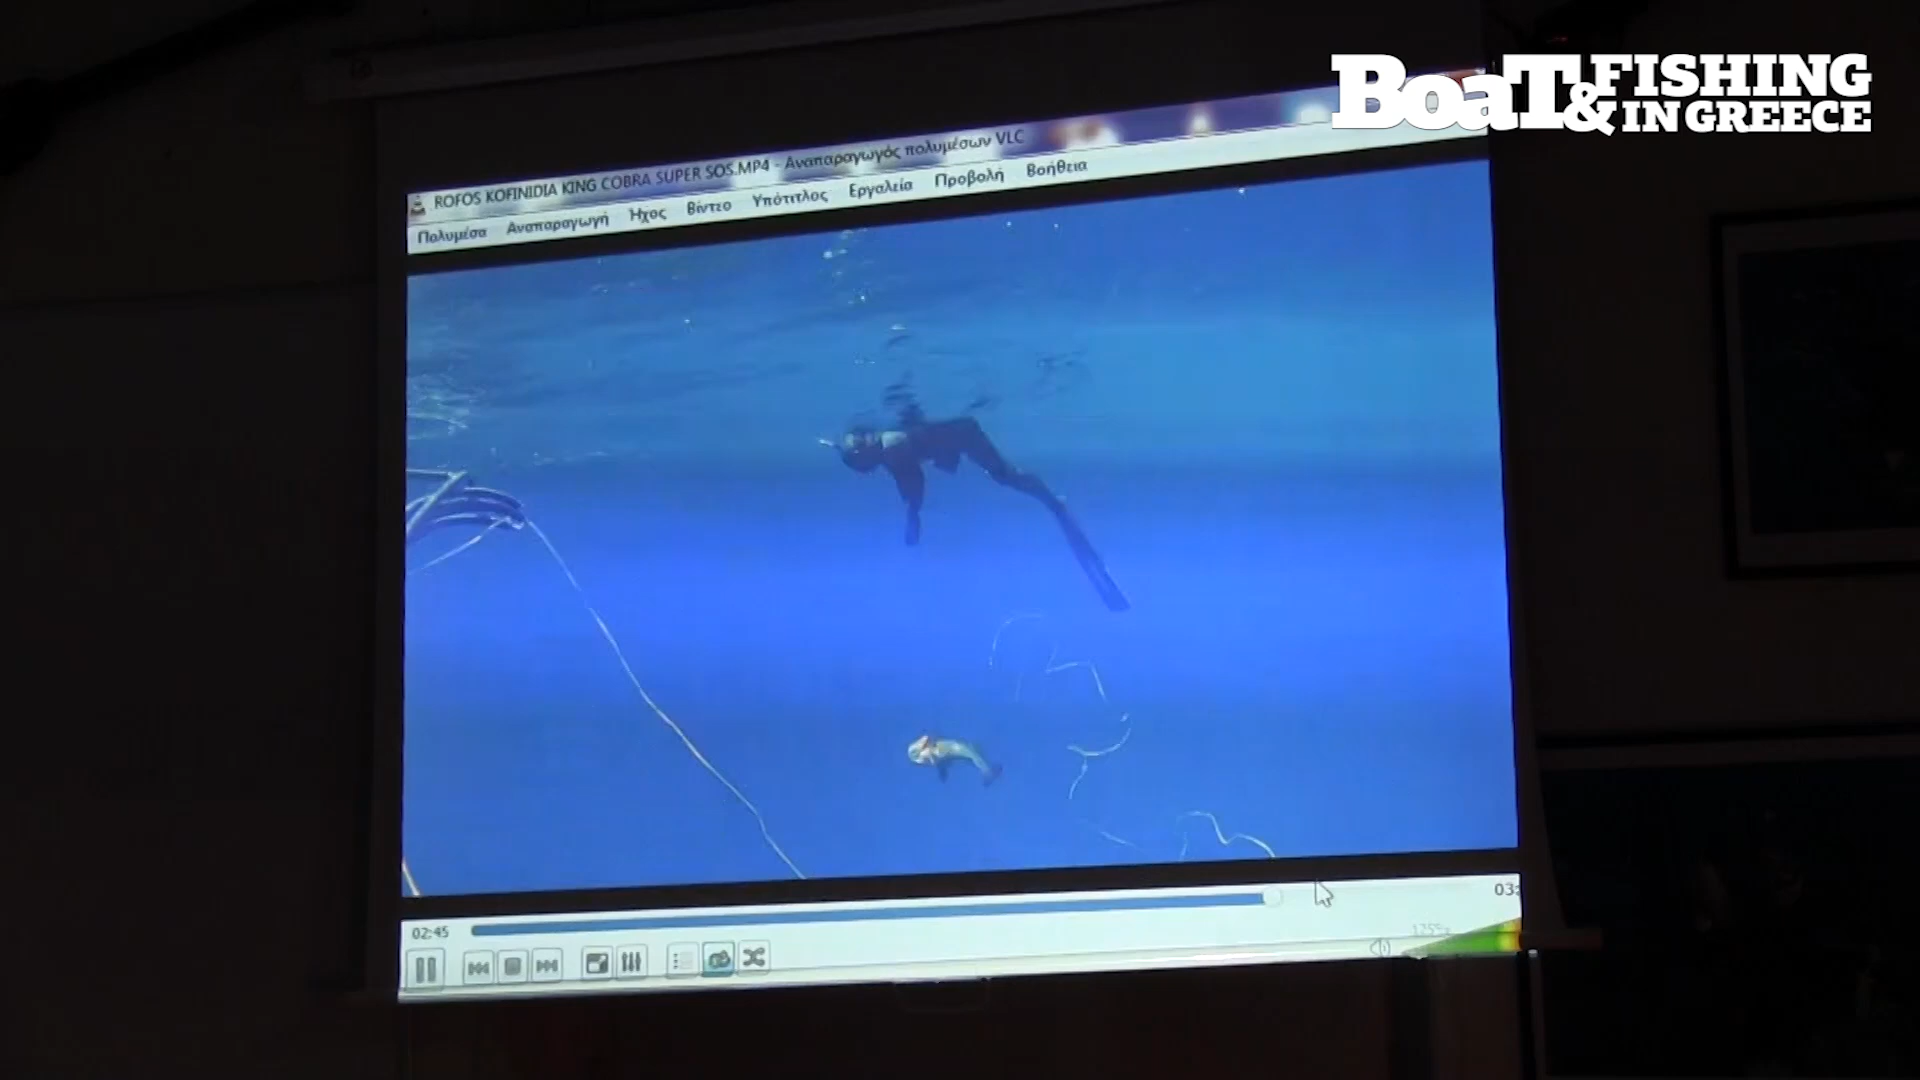 BoaT & FISHING IN GREECE
ROFOS KOFINIDIA KING COBRA SUPER SOS.MP4 - Αναπαραγωγός πολυμέσων VLC
Πολυμέσα Αναπαραγωγή Ήχος Βίντεο Υπότιτλος Εργαλεία Προβολή Βοήθεια
02:45
03: